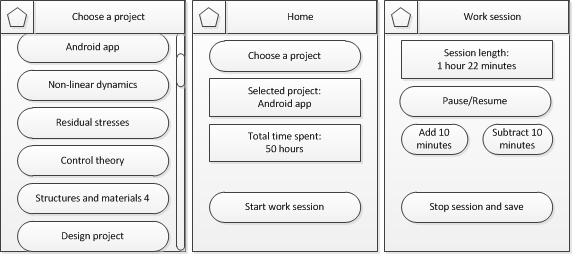 Choose a project
Android app
Non-linear dynamics
Residual stresses
Control theory
Structures and materials 4
Design project
Home
Choose a project
Selected project:
Android app
Total time spent:
50 hours
Start work session
Work session
Session length:
1 hour 22 minutes
Pause/Resume
Add 10
minutes
Subtract 10
minutes
Stop session and save